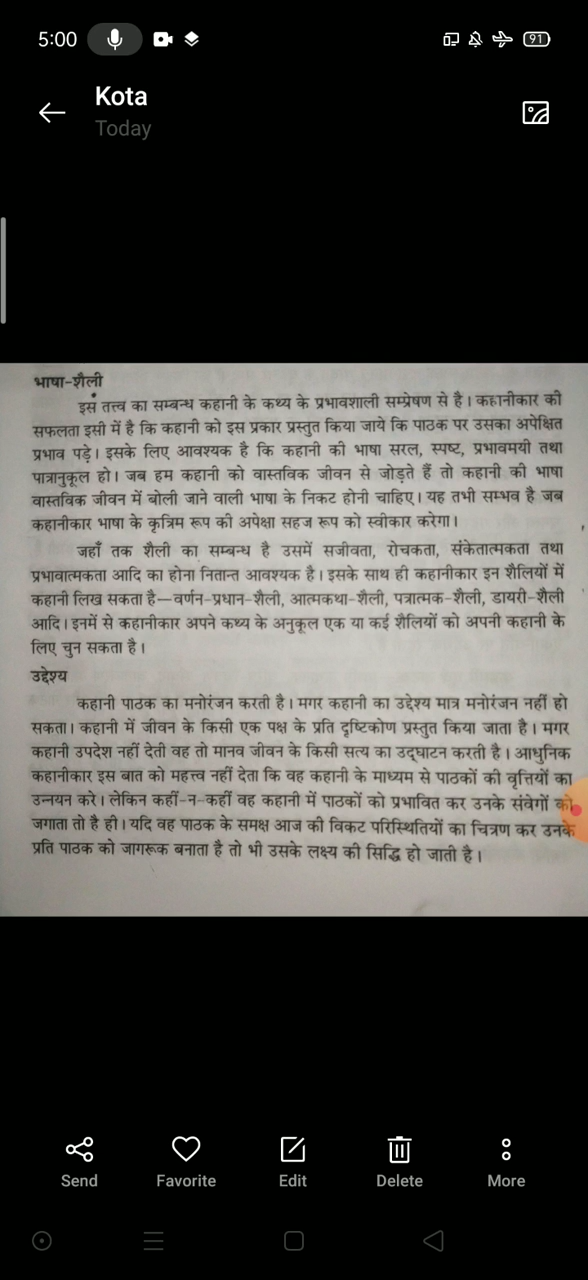 5:00
91
Kota
Today
भाषा-शैली
इस तत्त्व का सम्बन्ध कहानी के कथ्य के प्रभावशाली सम्प्रेषण से है। कहानीकार की
सफलता इसी में है कि कहानी को इस प्रकार प्रस्तुत किया जाये कि पाठक पर उसका अपेक्षित
प्रभाव पड़े। इसके लिए आवश्यक है कि कहानी की भाषा सरल, स्पष्ट, प्रभावमयी तथा
पात्रानुकूल हो। जब हम कहानी को वास्तविक जीवन से जोड़ते हैं तो कहानी की भाषा
वास्तविक जीवन में बोली जाने वाली भाषा के निकट होनी चाहिए। यह तभी सम्भव है जब
कहानीकार भाषा के कृत्रिम रूप की अपेक्षा सहज रूप को स्वीकार करेगा।
जहाँ तक शैली का सम्बन्ध है उसमें सजीवता, रोचकता, संकेतात्मकता तथा
प्रभावात्मकता आदि का होना नितान्त आवश्यक है। इसके साथ ही कहानीकार इन शैलियों में
कहानी लिख सकता है—वर्णन-प्रधान-शैली, आत्मकथा-शैली, पत्रात्मक-शैली, डायरी-शैली
आदि। इनमें से कहानीकार अपने कथ्य के अनुकूल एक या कई शैलियों को अपनी कहानी के
लिए चुन सकता है।
उद्देश्य
कहानी पाठक का मनोरंजन करती है। मगर कहानी का उद्देश्य मात्र मनोरंजन नहीं हो
सकता। कहानी में जीवन के किसी एक पक्ष के प्रति दृष्टिकोण प्रस्तुत किया जाता है। मगर
कहानी उपदेश नहीं देती वह तो मानव जीवन के किसी सत्य का उद्घाटन करती है। आधुनिक
कहानीकार इस बात को महत्त्व नहीं देता कि वह कहानी के माध्यम से पाठकों की वृत्तियों का
उन्नयन करे। लेकिन कहीं-न-कहीं वह कहानी में पाठकों को प्रभावित कर उनके संवेगों को
जगाता तो है ही। यदि वह पाठक के समक्ष आज की विकट परिस्थितियों का चित्रण कर उनके
प्रति पाठक को जागरूक बनाता है तो भी उसके लक्ष्य की सिद्धि हो जाती है।
Send
Favorite
Edit
Delete
More